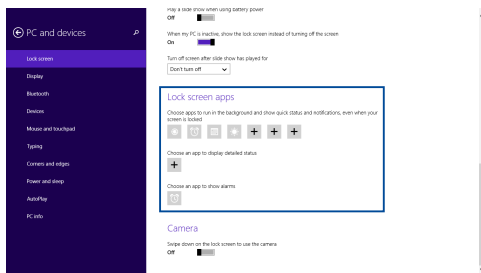 Play a slide show when using battery power
Off
PC and devices
When my PC is inactive, show the lock screen instead of turning off the screen
On
Lock screen
Turn off screen after slide show has played for
Don't turn off
Display
Bluetooth
Devices
Mouse and touchpad
Typing
Corners and edges
Power and sleep
AutoPlay
PC info
Lock screen apps
Choose apps to run in the background and show quick status and notifications, even when your
screen is locked
Choose an app to display detailed status
Choose an app to show alarms
Camera
Swipe down on the lock screen to use the camera
Off